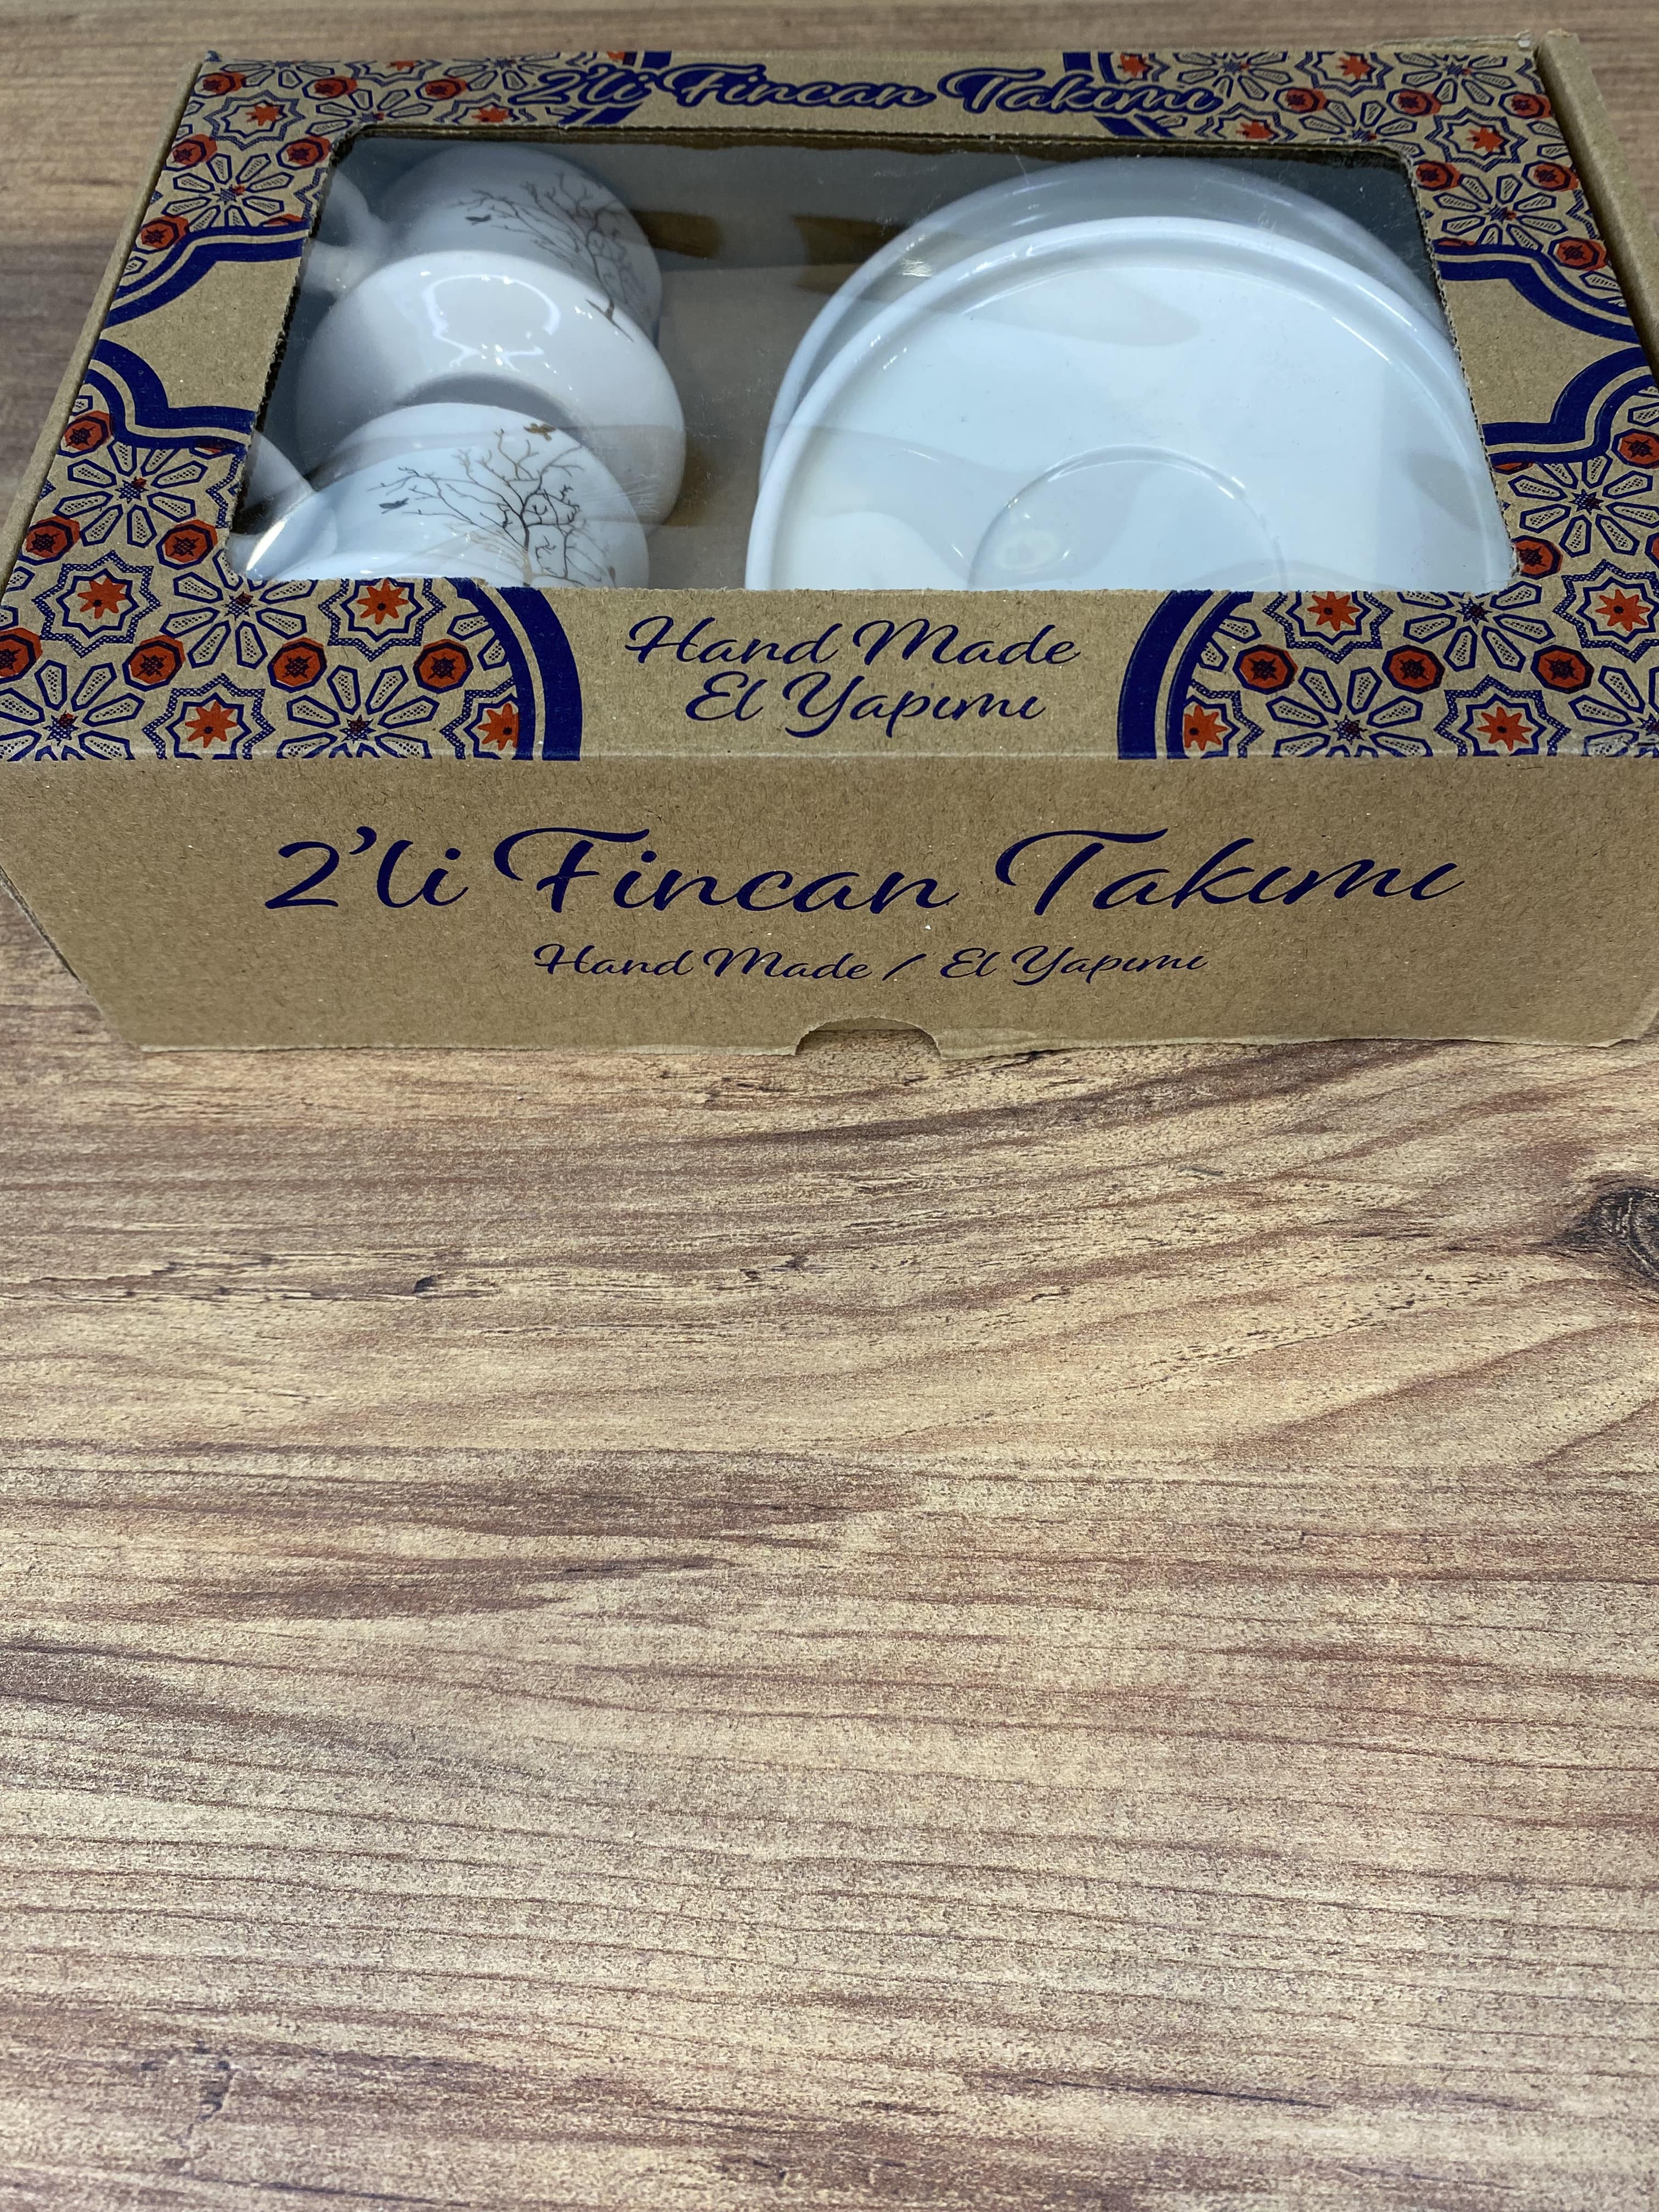 2'li Fincan Takımı
Hand Made
El Yapımı
2'li Fincan Takımı
Hand Made / El Yapımı